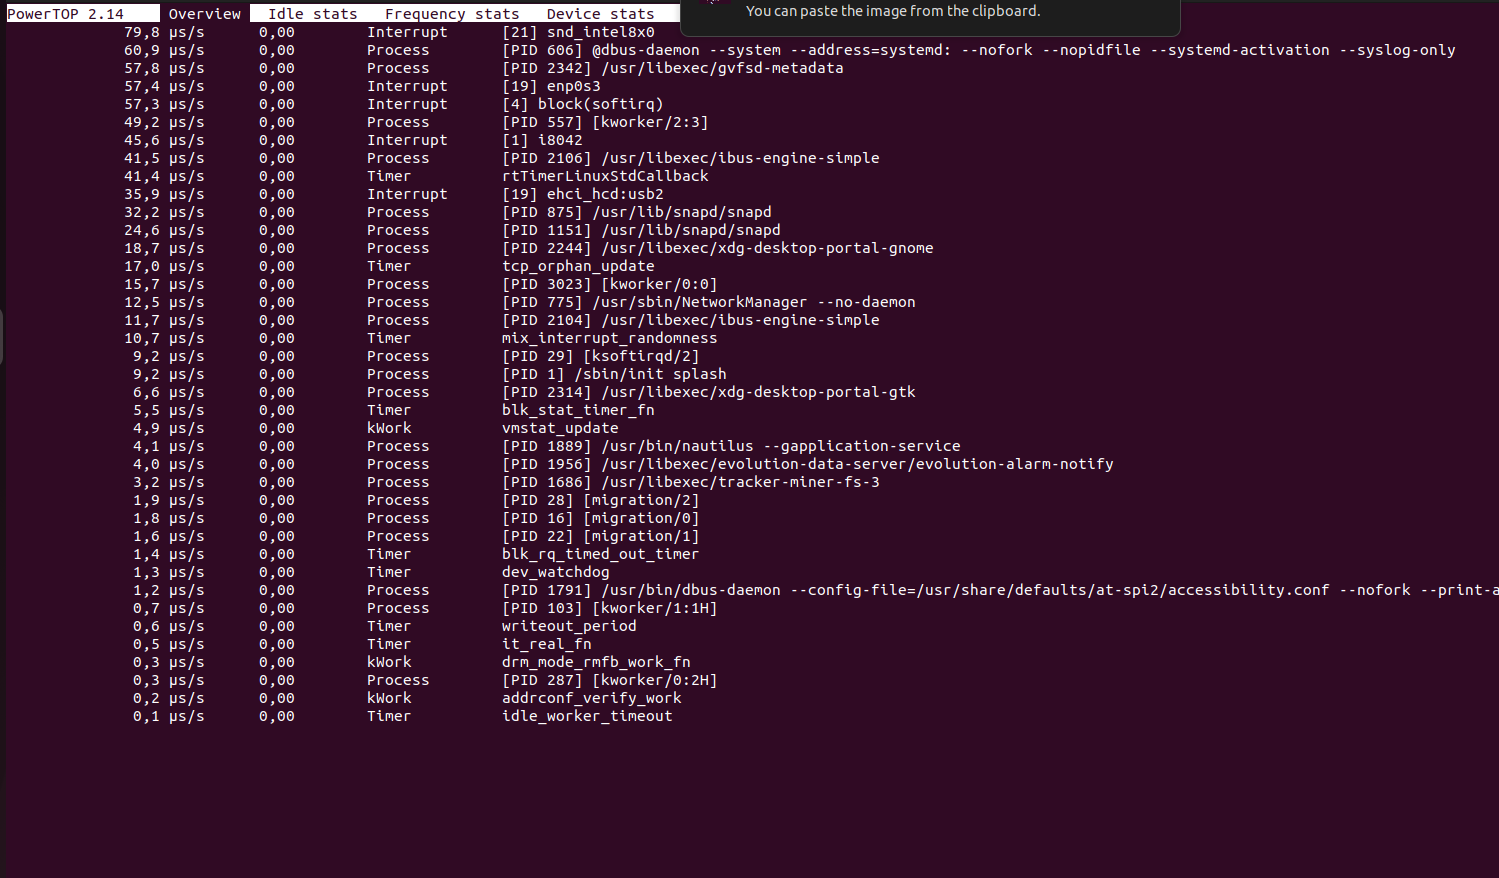 PowerTOP 2.14 Overview Idle stats Frequency stats Device stats
You can paste the image from the clipboard.
79,8 µs/s 0,00 Interrupt [21] snd_intel8x0
60,9 µs/s 0,00 Process [PID 606] @dbus-daemon --system --address=systemd: --nofork --nopidfile --systemd-activation --syslog-only
57,8 µs/s 0,00 Process [PID 2342] /usr/libexec/gvfsd-metadata
57,4 µs/s 0,00 Interrupt [19] enp0s3
57,3 µs/s 0,00 Interrupt [4] block(softirq)
49,2 µs/s 0,00 Process [PID 557] [kworker/2:3]
45,6 µs/s 0,00 Interrupt [1] i8042
41,5 µs/s 0,00 Process [PID 2106] /usr/libexec/ibus-engine-simple
41,4 µs/s 0,00 Timer rtTimerLinuxStdCallback
35,9 µs/s 0,00 Interrupt [19] ehci_hcd:usb2
32,2 µs/s 0,00 Process [PID 875] /usr/lib/snapd/snapd
24,6 µs/s 0,00 Process [PID 1151] /usr/lib/snapd/snapd
18,7 µs/s 0,00 Process [PID 2244] /usr/libexec/xdg-desktop-portal-gnome
17,0 µs/s 0,00 Timer tcp_orphan_update
15,7 µs/s 0,00 Process [PID 3023] [kworker/0:0]
12,5 µs/s 0,00 Process [PID 775] /usr/sbin/NetworkManager --no-daemon
11,7 µs/s 0,00 Process [PID 2104] /usr/libexec/ibus-engine-simple
10,7 µs/s 0,00 Timer mix_interrupt_randomness
9,2 µs/s 0,00 Process [PID 29] [ksoftirqd/2]
9,2 µs/s 0,00 Process [PID 1] /sbin/init splash
6,6 µs/s 0,00 Process [PID 2314] /usr/libexec/xdg-desktop-portal-gtk
5,5 µs/s 0,00 Timer blk_stat_timer_fn
4,9 µs/s 0,00 kWork vmstat_update
4,1 µs/s 0,00 Process [PID 1889] /usr/bin/nautilus --gapplication-service
4,0 µs/s 0,00 Process [PID 1956] /usr/libexec/evolution-data-server/evolution-alarm-notify
3,2 µs/s 0,00 Process [PID 1686] /usr/libexec/tracker-miner-fs-3
1,9 µs/s 0,00 Process [PID 28] [migration/2]
1,8 µs/s 0,00 Process [PID 16] [migration/0]
1,6 µs/s 0,00 Process [PID 22] [migration/1]
1,4 µs/s 0,00 Timer blk_rq_timed_out_timer
1,3 µs/s 0,00 Timer dev_watchdog
1,2 µs/s 0,00 Process [PID 1791] /usr/bin/dbus-daemon --config-file=/usr/share/defaults/at-spi2/accessibility.conf --nofork --print-a
0,7 µs/s 0,00 Process [PID 103] [kworker/1:1H]
0,6 µs/s 0,00 Timer writeout_period
0,5 µs/s 0,00 Timer it_real_fn
0,3 µs/s 0,00 kWork drm_mode_rmfb_work_fn
0,3 µs/s 0,00 Process [PID 287] [kworker/0:2H]
0,2 µs/s 0,00 kWork addrconf_verify_work
0,1 µs/s 0,00 Timer idle_worker_timeout